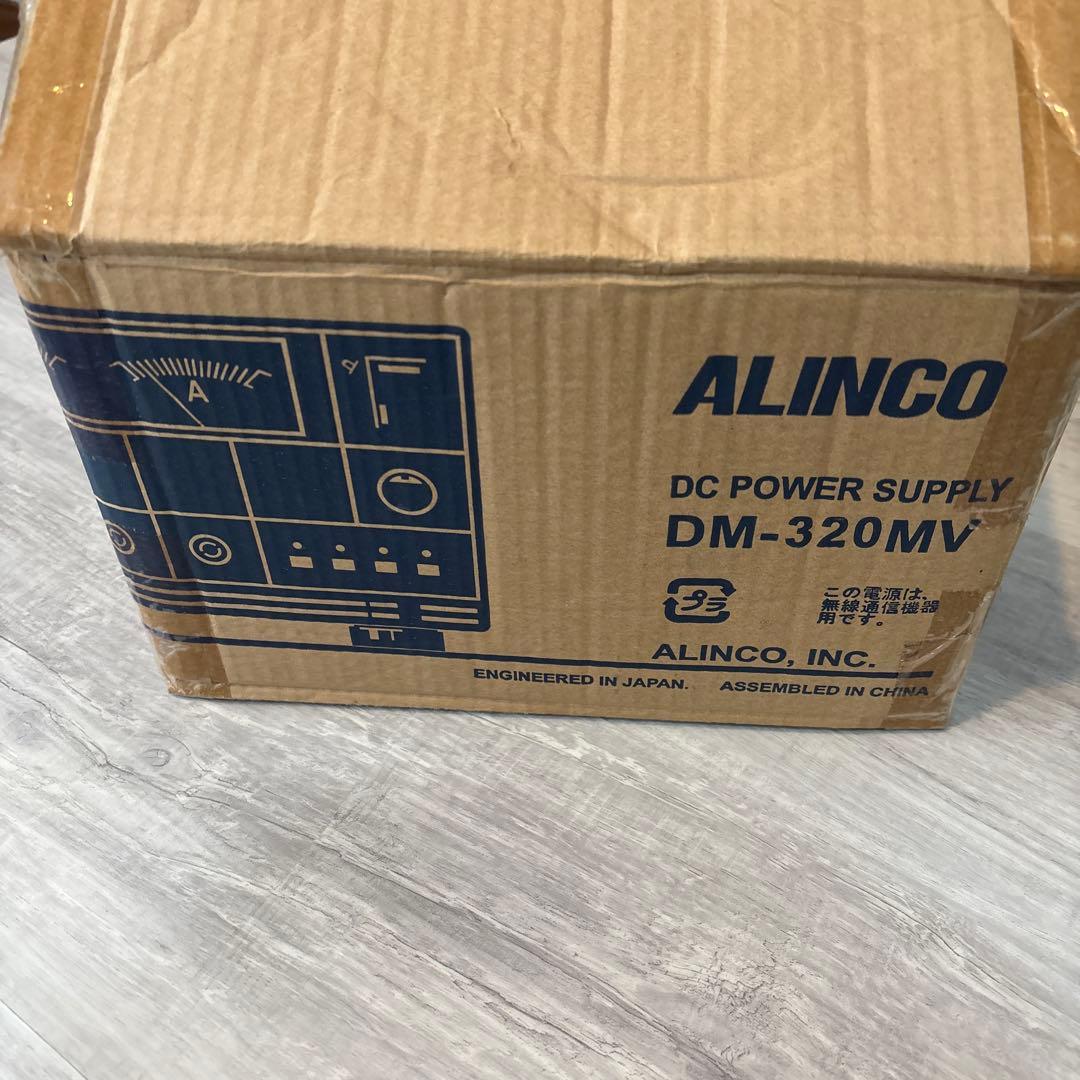 A
ALINCO
DC POWER SUPPLY
DM-320MV
プラ
この電源は、
無線通信機器
用です。
ALINCO, INC.
ENGINEERED IN JAPAN. ASSEMBLED IN CHINA